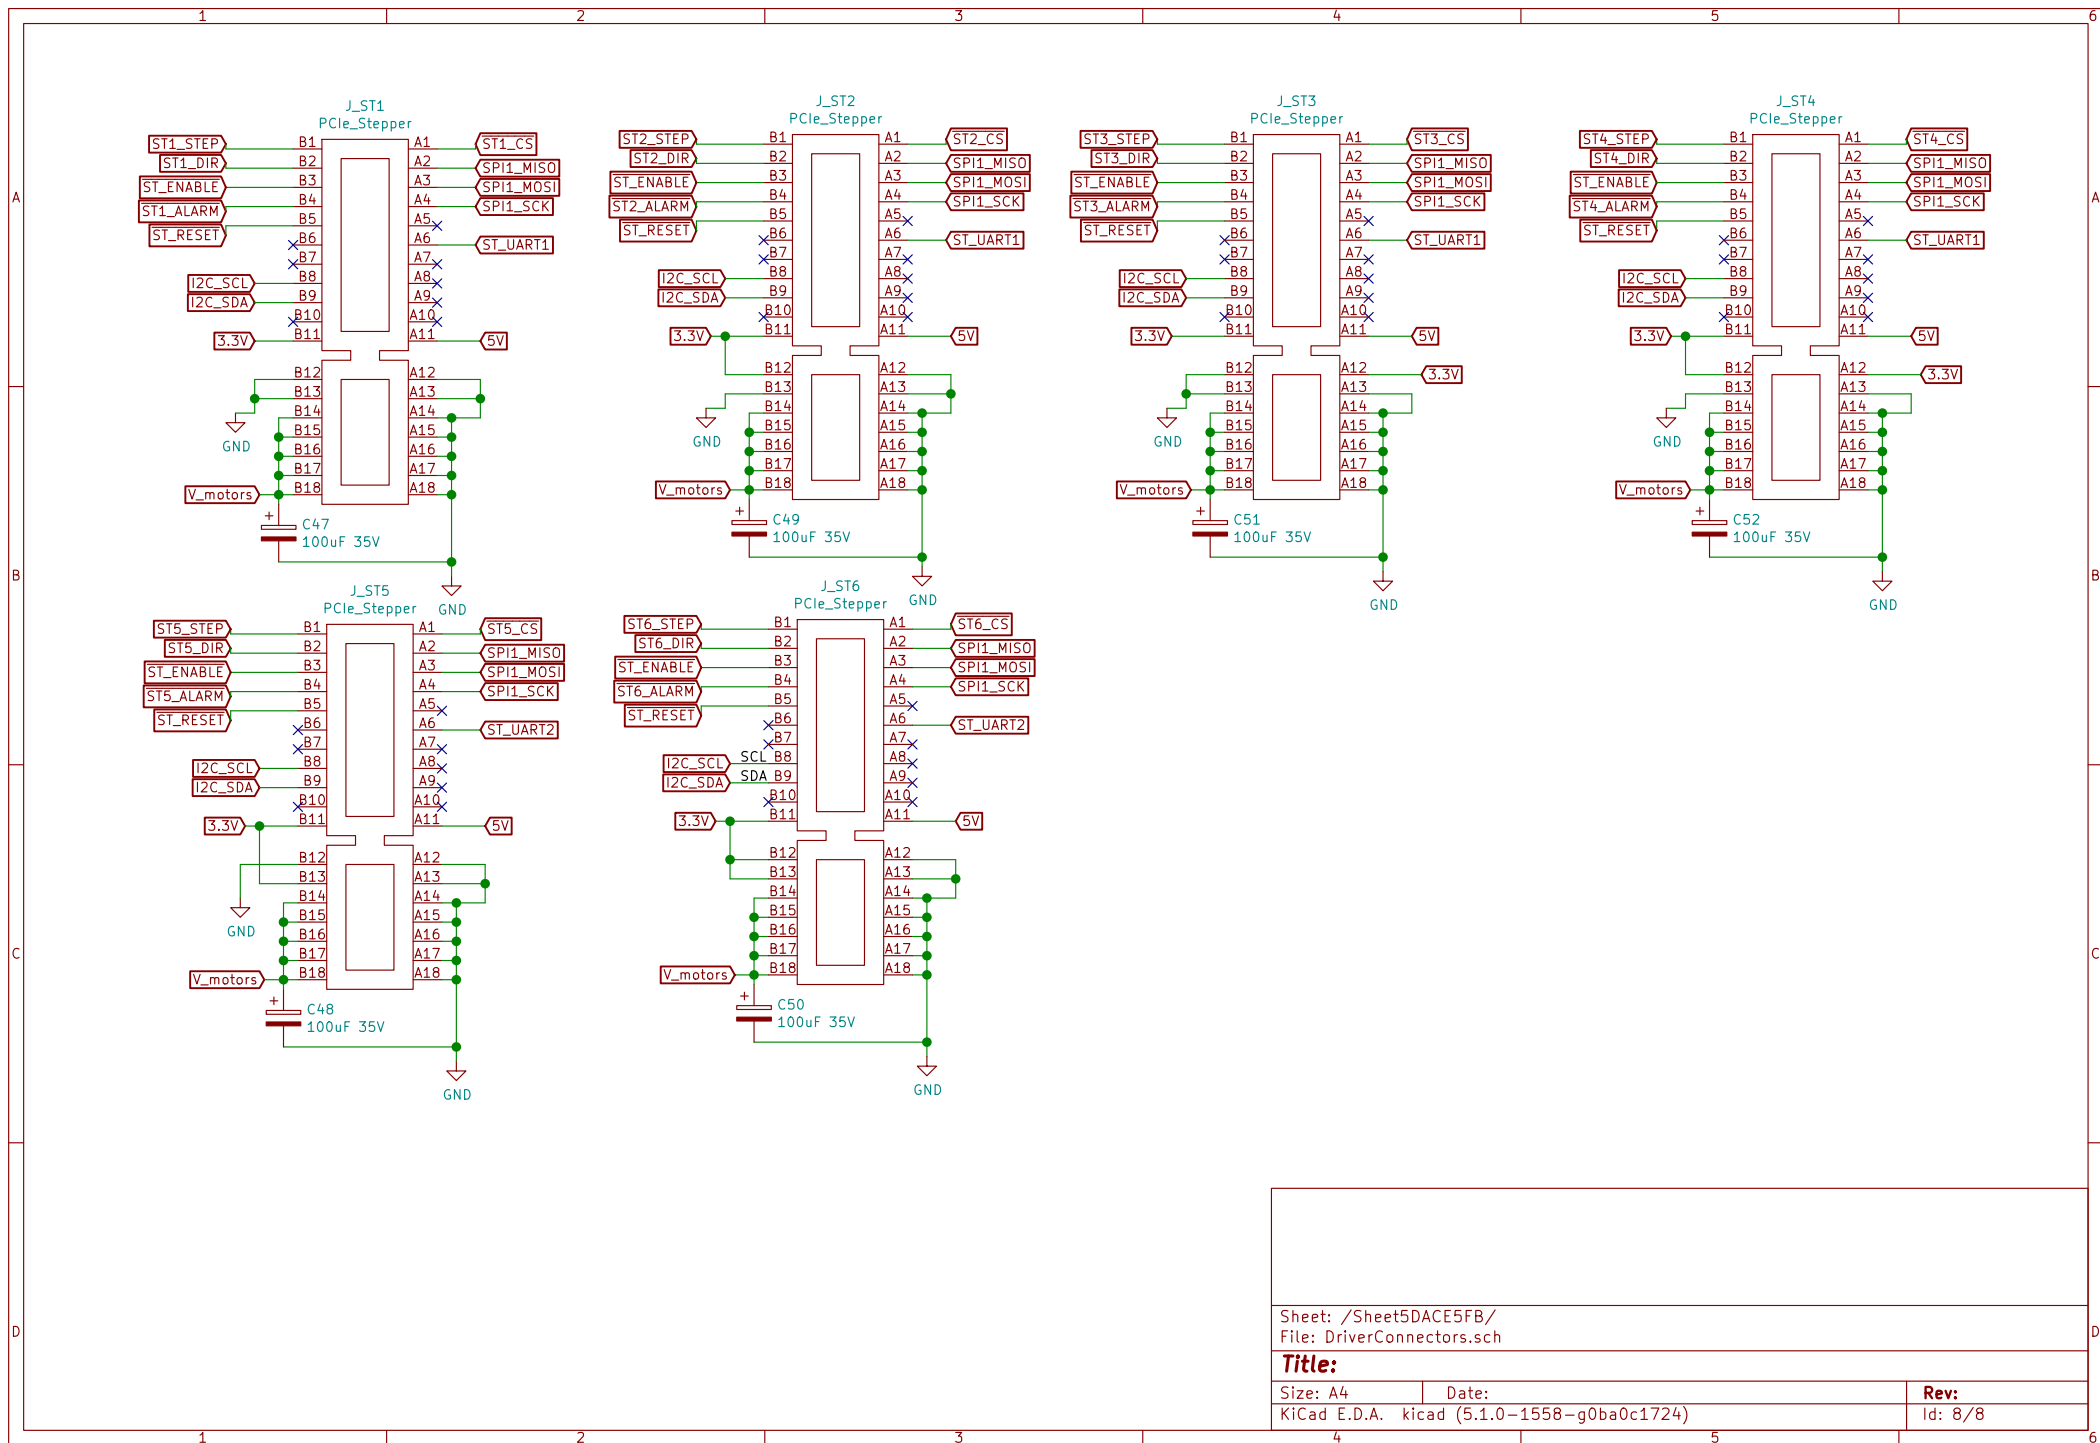 1 2 3 4 5 6
J_ST1
PCIe_Stepper
ST1_STEP B1 A1 ST1_CS
ST1_DIR B2 A2 SPI1_MISO
ST_ENABLE B3 A3 SPI1_MOSI
ST1_ALARM B4 A4 SPI1_SCK
ST_RESET B5 A5
B6 A6 ST_UART1
B7 A7
I2C_SCL B8 A8
I2C_SDA B9 A9
B10 A10
3.3V B11 A11 5V
B12 A12
B13 A13
B14 A14
GND B15 A15
B16 A16
B17 A17
V_motors B18 A18
+ C47
100uF 35V
GND
J_ST2
PCIe_Stepper
ST2_STEP B1 A1 ST2_CS
ST2_DIR B2 A2 SPI1_MISO
ST_ENABLE B3 A3 SPI1_MOSI
ST2_ALARM B4 A4 SPI1_SCK
ST_RESET B5 A5
B6 A6 ST_UART1
B7 A7
I2C_SCL B8 A8
I2C_SDA B9 A9
B10 A10
3.3V B11 A11 5V
B12 A12
B13 A13
B14 A14
GND B15 A15
B16 A16
B17 A17
V_motors B18 A18
+ C49
100uF 35V
GND
J_ST3
PCIe_Stepper
ST3_STEP B1 A1 ST3_CS
ST3_DIR B2 A2 SPI1_MISO
ST_ENABLE B3 A3 SPI1_MOSI
ST3_ALARM B4 A4 SPI1_SCK
ST_RESET B5 A5
B6 A6 ST_UART1
B7 A7
I2C_SCL B8 A8
I2C_SDA B9 A9
B10 A10
3.3V B11 A11 5V
B12 A12 3.3V
B13 A13
B14 A14
GND B15 A15
B16 A16
B17 A17
V_motors B18 A18
+ C51
100uF 35V
GND
J_ST4
PCIe_Stepper
ST4_STEP B1 A1 ST4_CS
ST4_DIR B2 A2 SPI1_MISO
ST_ENABLE B3 A3 SPI1_MOSI
ST4_ALARM B4 A4 SPI1_SCK
ST_RESET B5 A5
B6 A6 ST_UART1
B7 A7
I2C_SCL B8 A8
I2C_SDA B9 A9
B10 A10
3.3V B11 A11 5V
B12 A12 3.3V
B13 A13
B14 A14
GND B15 A15
B16 A16
B17 A17
V_motors B18 A18
+ C52
100uF 35V
GND
J_ST5
PCIe_Stepper
ST5_STEP B1 A1 ST5_CS
ST5_DIR B2 A2 SPI1_MISO
ST_ENABLE B3 A3 SPI1_MOSI
ST5_ALARM B4 A4 SPI1_SCK
ST_RESET B5 A5
B6 A6 ST_UART2
B7 A7
I2C_SCL B8 A8
I2C_SDA B9 A9
B10 A10
3.3V B11 A11 5V
B12 A12
B13 A13
B14 A14
GND B15 A15
B16 A16
B17 A17
V_motors B18 A18
+ C48
100uF 35V
GND
J_ST6
PCIe_Stepper
ST6_STEP B1 A1 ST6_CS
ST6_DIR B2 A2 SPI1_MISO
ST_ENABLE B3 A3 SPI1_MOSI
ST6_ALARM B4 A4 SPI1_SCK
ST_RESET B5 A5
B6 A6 ST_UART2
B7 A7
I2C_SCL SCL B8 A8
I2C_SDA SDA B9 A9
B10 A10
3.3V B11 A11 5V
B12 A12
B13 A13
B14 A14
B15 A15
B16 A16
B17 A17
V_motors B18 A18
+ C50
100uF 35V
GND
A A
B B
C C
D D
Sheet: /Sheet5DACE5FB/
File: DriverConnectors.sch
Title:
Size: A4 Date: Rev:
KiCad E.D.A. kicad (5.1.0-1558-g0ba0c1724) Id: 8/8
1 2 3 4 5 6